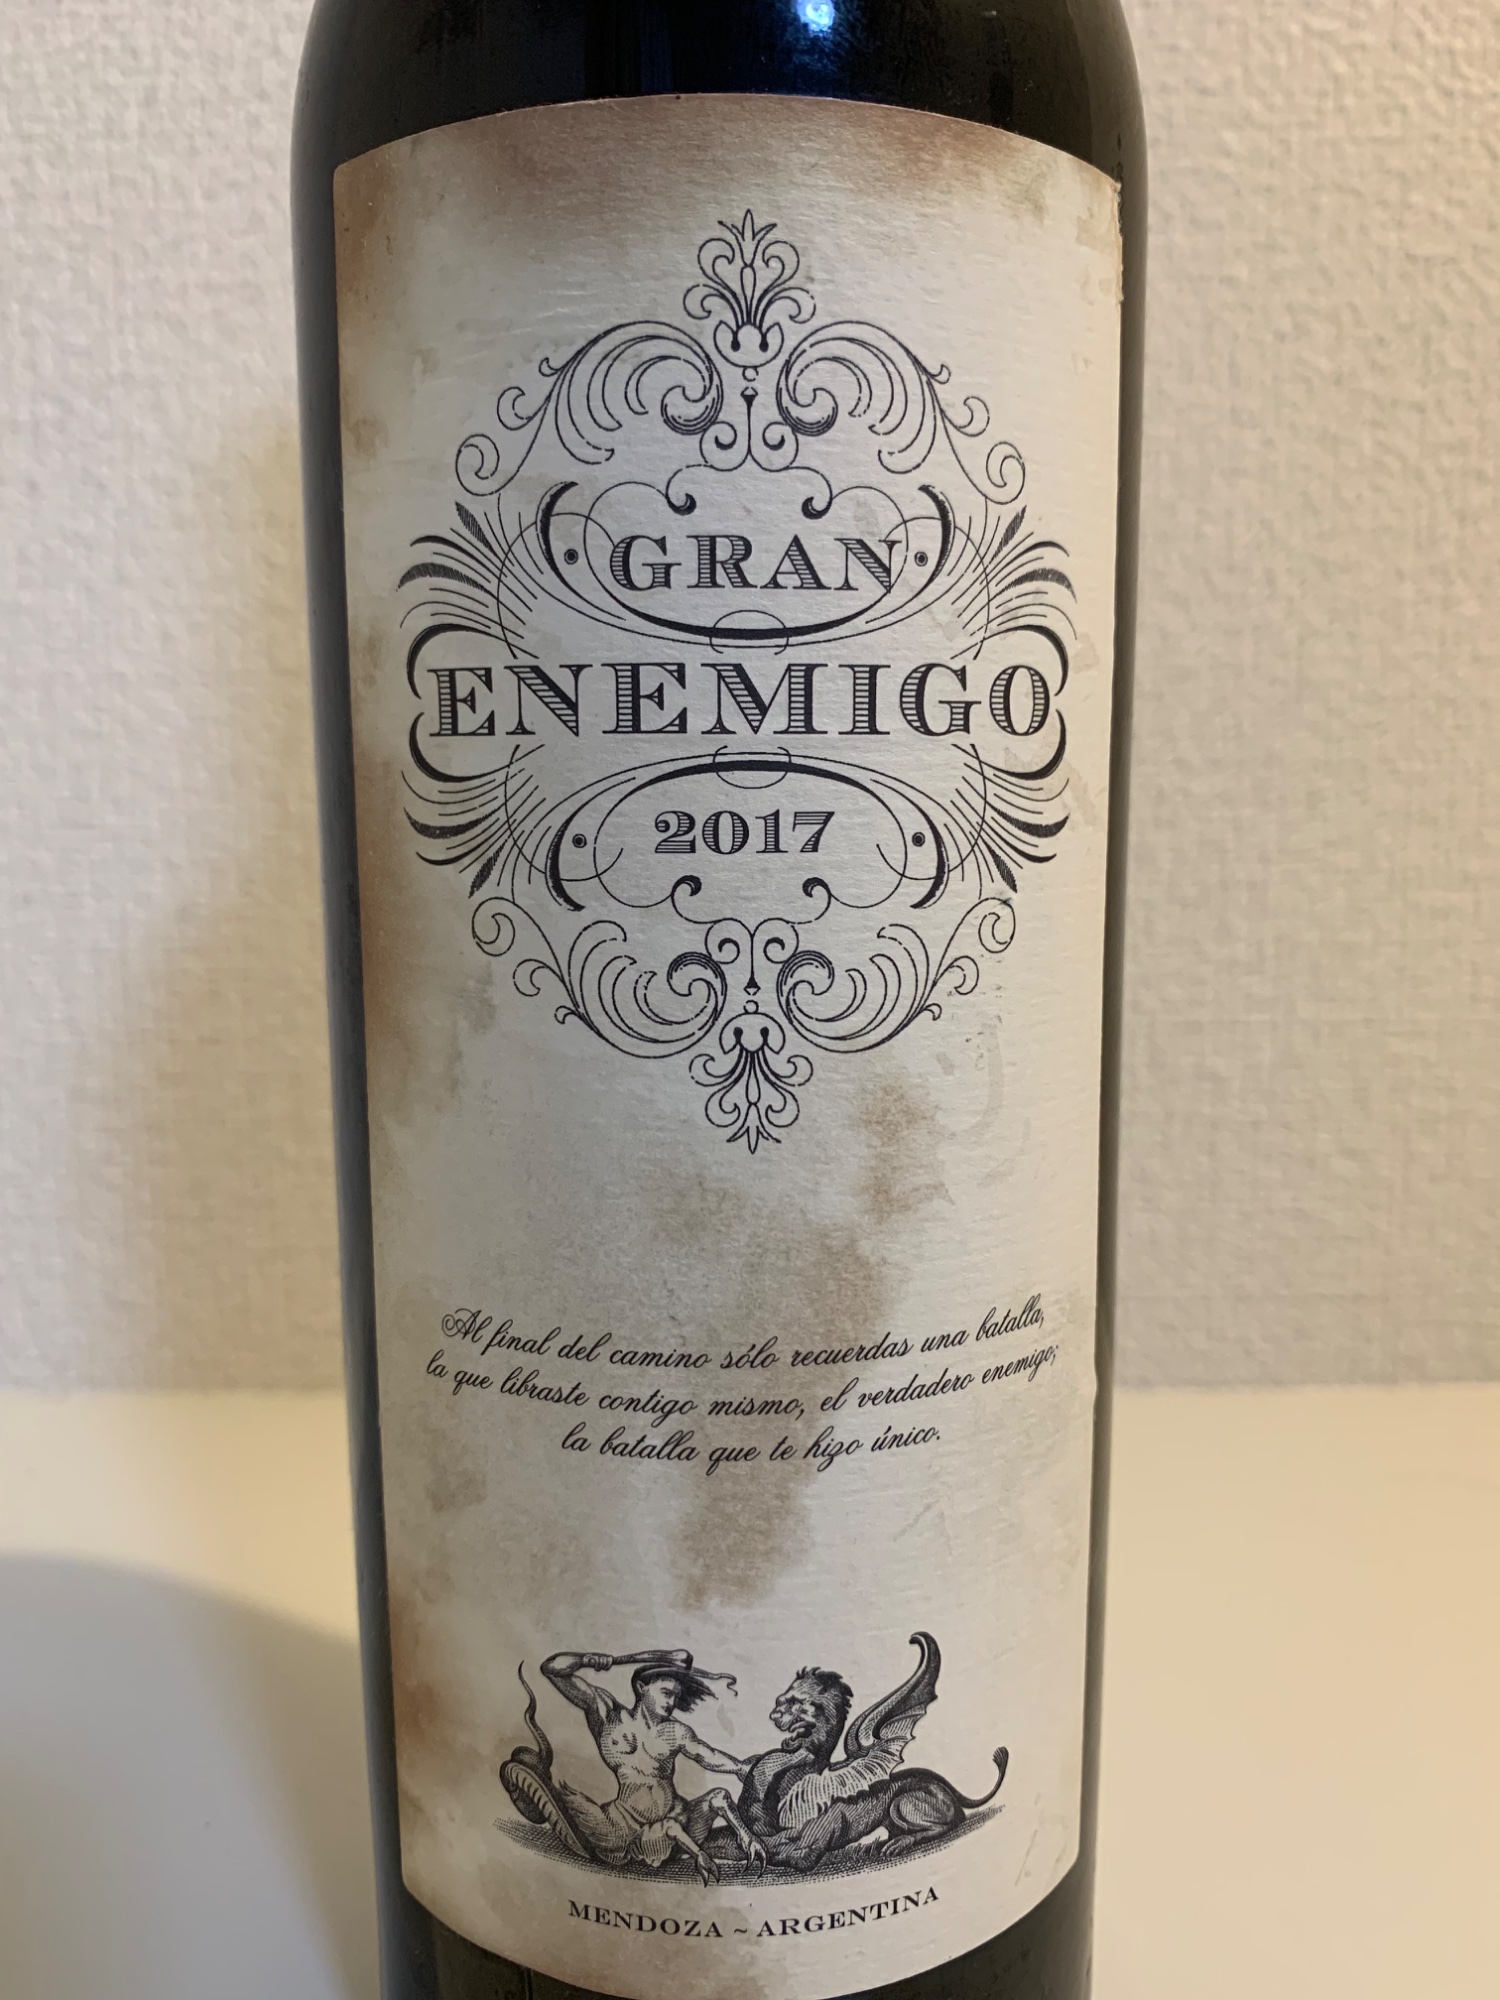 GRAN
ENEMIGO
2017
Al final del camino sólo recuerdas una batalla,
la que libraste contigo mismo, el verdadero enemigo;
la batalla que te hizo único.
MENDOZA ~ ARGENTINA